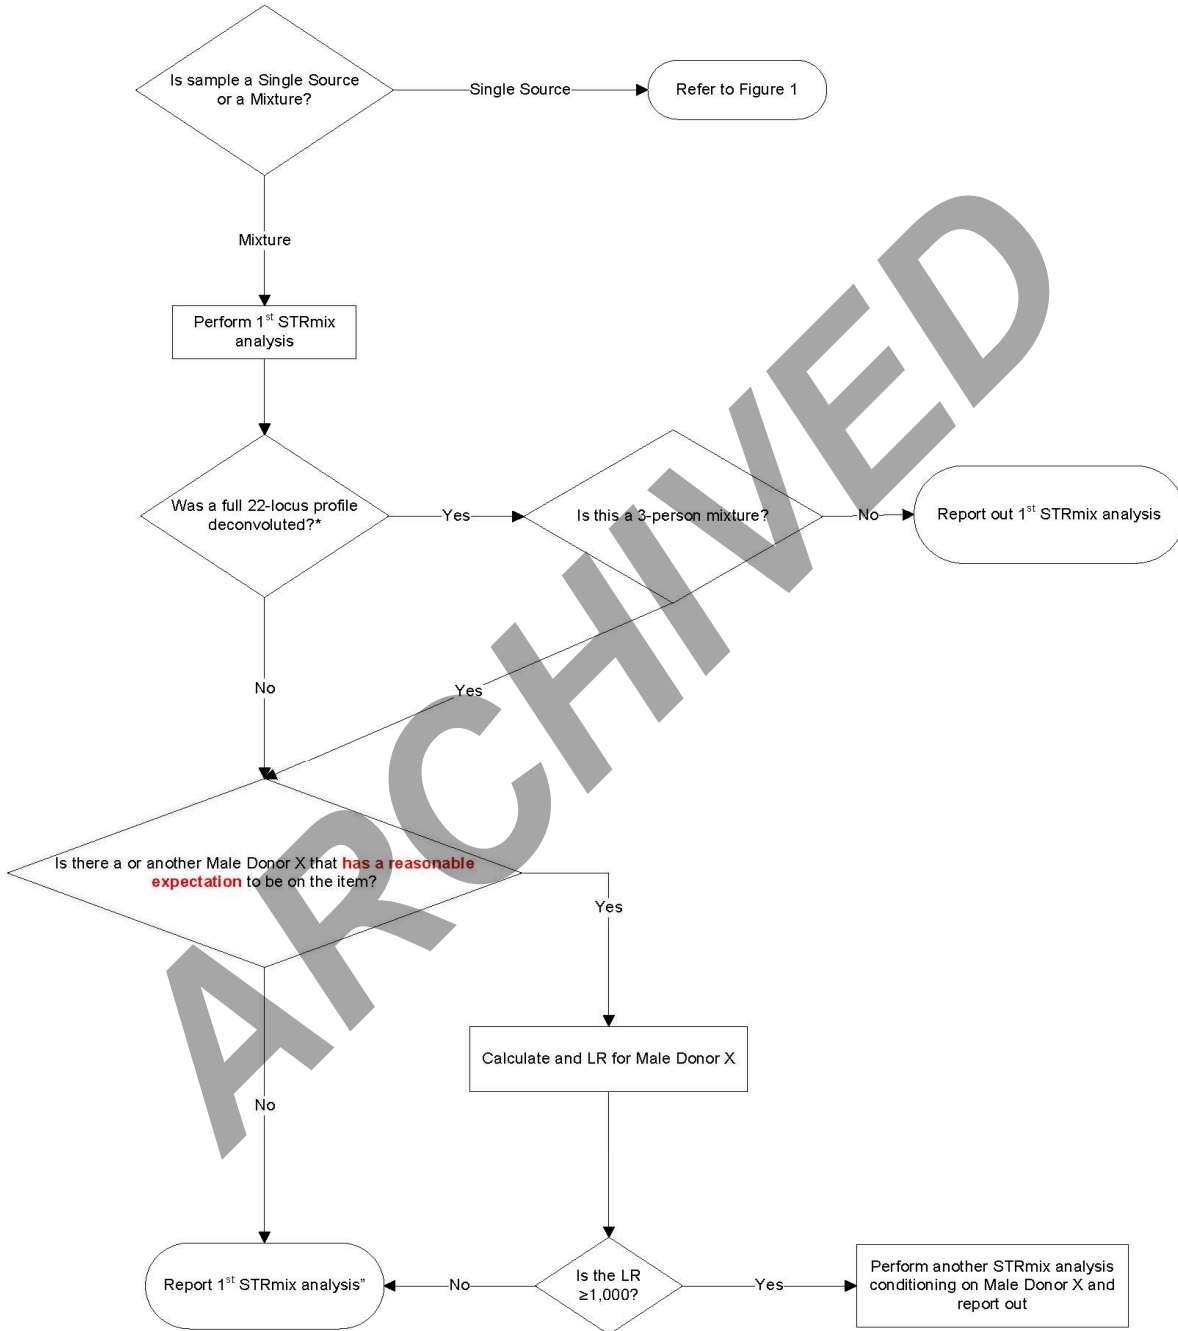 Is sample a Single Source
or a Mixture?
Single Source
Refer to Figure 1
Mixture
Perform 1st STRmix
analysis
Was a full 22-locus profile
deconvoluted?*
Yes
Is this a 3-person mixture?
No
Report out 1st STRmix analysis
No
Yes
Is there a or another Male Donor X that has a reasonable
expectation to be on the item?
Yes
Calculate and LR for Male Donor X
No
Report 1st STRmix analysis”
No
Is the LR
≥1,000?
Yes
Perform another STRmix analysis
conditioning on Male Donor X and
report out
ARCHIVED